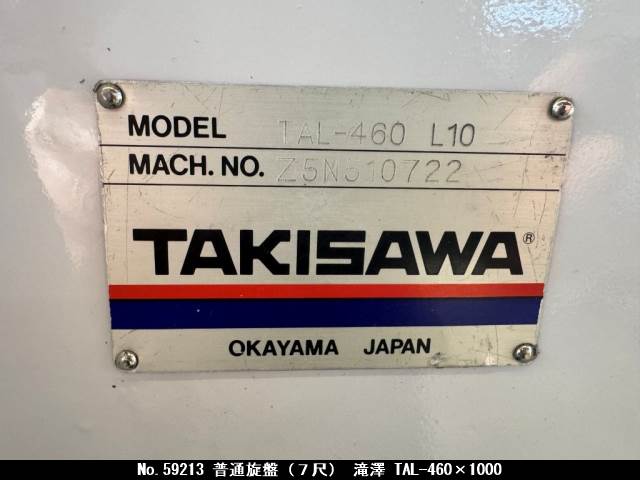 MODEL TAL-460 L10
MACH. NO. Z5N510722
TAKISAWA®
OKAYAMA JAPAN
No.59213 普通旋盤 (7尺) 滝澤 TAL-460×1000